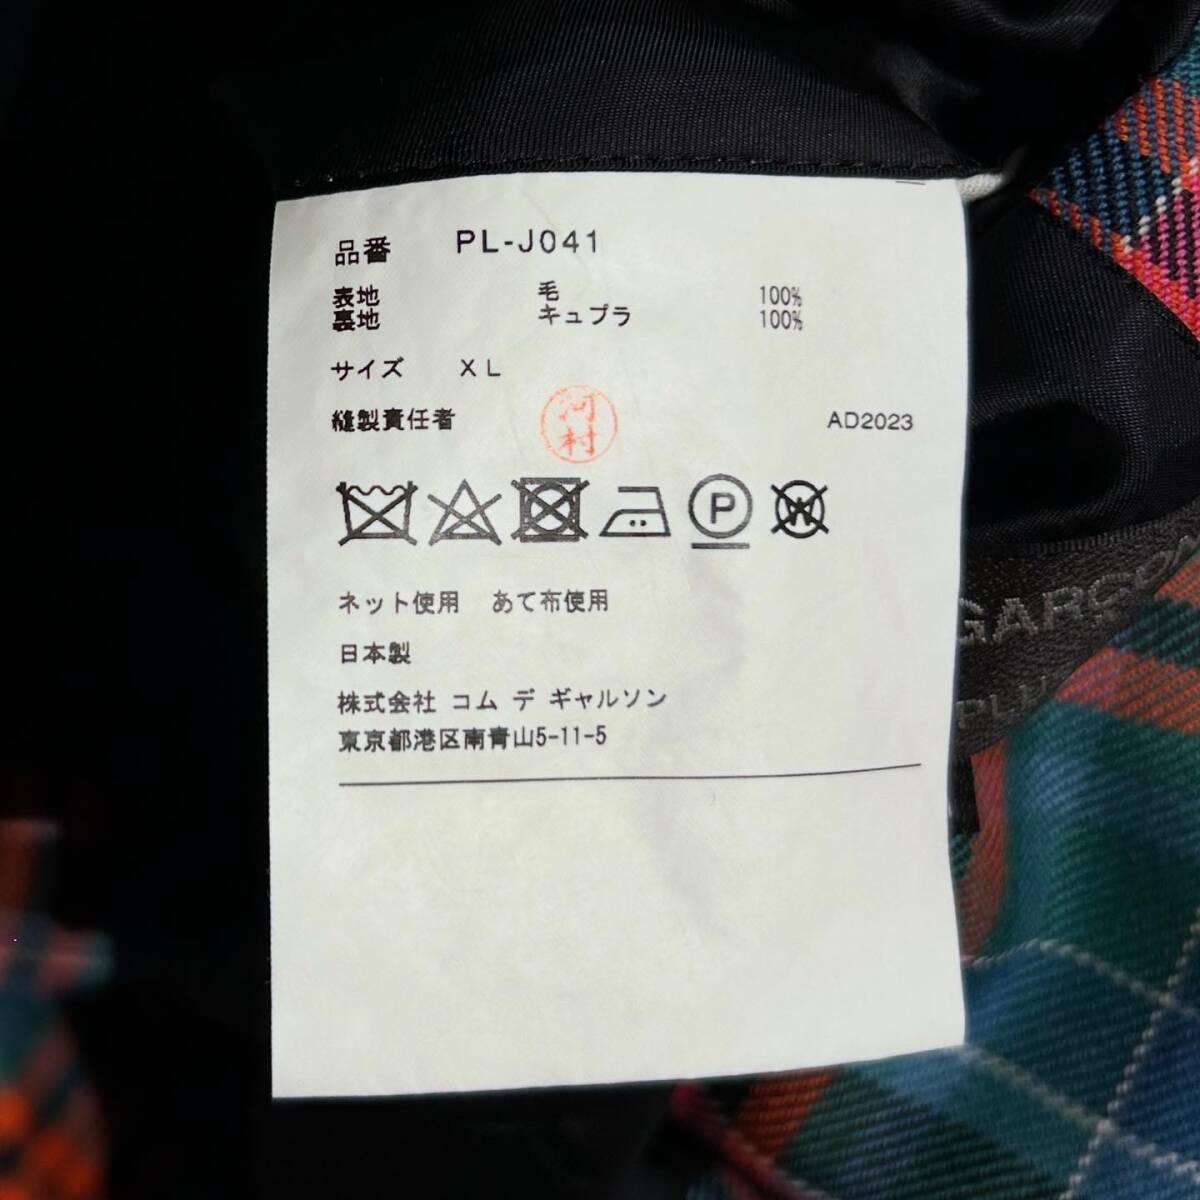 品番 PL-J041
表地 毛 100%
裏地 キュプラ 100%
サイズ XL
縫製責任者 河村 AD2023
P W
ネット使用 あて布使用
日本製
株式会社 コム デ ギャルソン
東京都港区南青山5-11-5
GARÇON
PLU